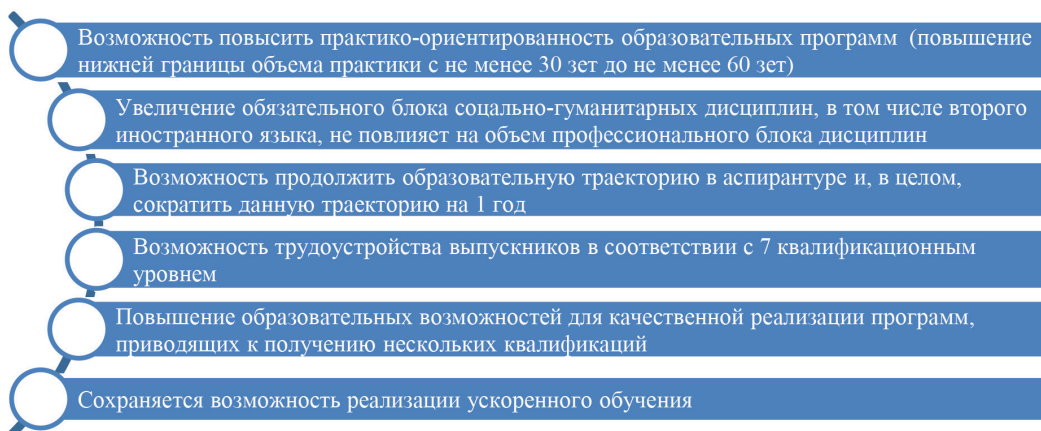 Возможность повысить практико-ориентированность образовательных программ (повышение
нижней границы объема практики с не менее 30 зет до не менее 60 зет)
Увеличение обязательного блока социально-гуманитарных дисциплин, в том числе второго
иностранного языка, не повлияет на объем профессионального блока дисциплин
Возможность продолжить образовательную траекторию в аспирантуре и, в целом,
сократить данную траекторию на 1 год
Возможность трудоустройства выпускников в соответствии с 7 квалификационным
уровнем
Повышение образовательных возможностей для качественной реализации программ,
приводящих к получению нескольких квалификаций
Сохраняется возможность реализации ускоренного обучения